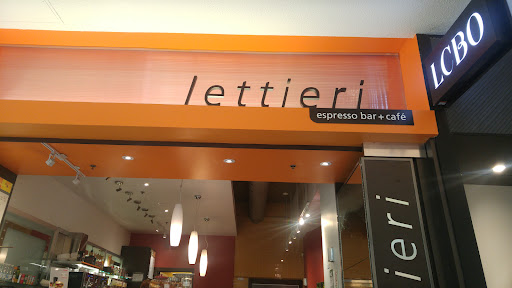 lettieri
espresso bar + café
LCBO
ieri